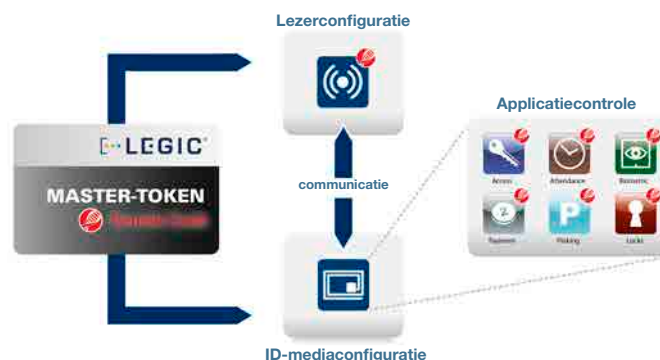 Lezerconfiguratie
LEGIC
MASTER-TOKEN
communicatie
Applicatiecontrole
Access
Attendance
Biometric
Payment
Parking
Locks
ID-mediaconfiguratie